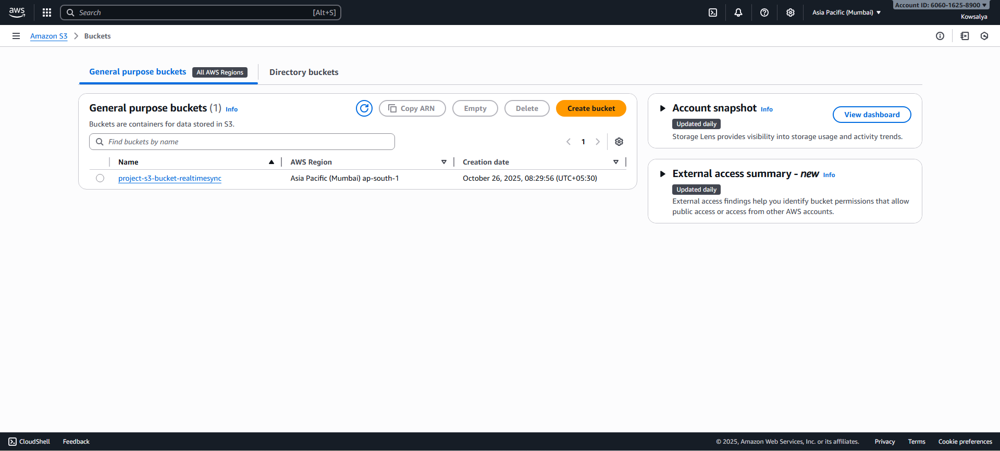 aws
Search [Alt+S]
Asia Pacific (Mumbai)
Account ID: 6060-1625-8900
Kowsalya
Amazon S3 Buckets
General purpose buckets All AWS Regions Directory buckets
General purpose buckets (1) Info
Copy ARN Empty Delete Create bucket
Buckets are containers for data stored in S3.
Find buckets by name
1
Name AWS Region Creation date
project-s3-bucket-realtimesync Asia Pacific (Mumbai) ap-south-1 October 26, 2025, 08:29:56 (UTC+05:30)
Account snapshot Info
View dashboard
Updated daily
Storage Lens provides visibility into storage usage and activity trends.
External access summary - new Info
Updated daily
External access findings help you identify bucket permissions that allow
public access or access from other AWS accounts.
CloudShell Feedback
© 2025, Amazon Web Services, Inc. or its affiliates. Privacy Terms Cookie preferences